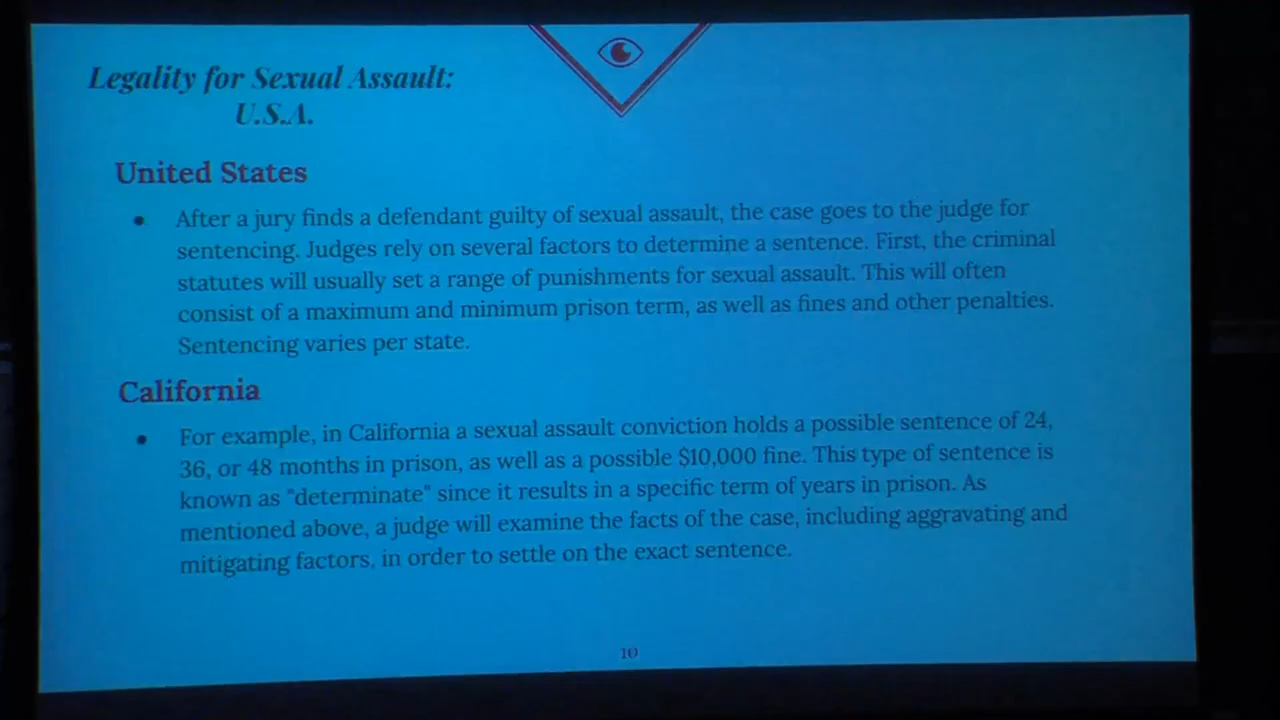 Legality for Sexual Assault:
U.S.A.
United States
• After a jury finds a defendant guilty of sexual assault, the case goes to the judge for
sentencing. Judges rely on several factors to determine a sentence. First, the criminal
statutes will usually set a range of punishments for sexual assault. This will often
consist of a maximum and minimum prison term, as well as fines and other penalties.
Sentencing varies per state.
California
• For example, in California a sexual assault conviction holds a possible sentence of 24,
36, or 48 months in prison, as well as a possible $10,000 fine. This type of sentence is
known as "determinate" since it results in a specific term of years in prison. As
mentioned above, a judge will examine the facts of the case, including aggravating and
mitigating factors, in order to settle on the exact sentence.
10